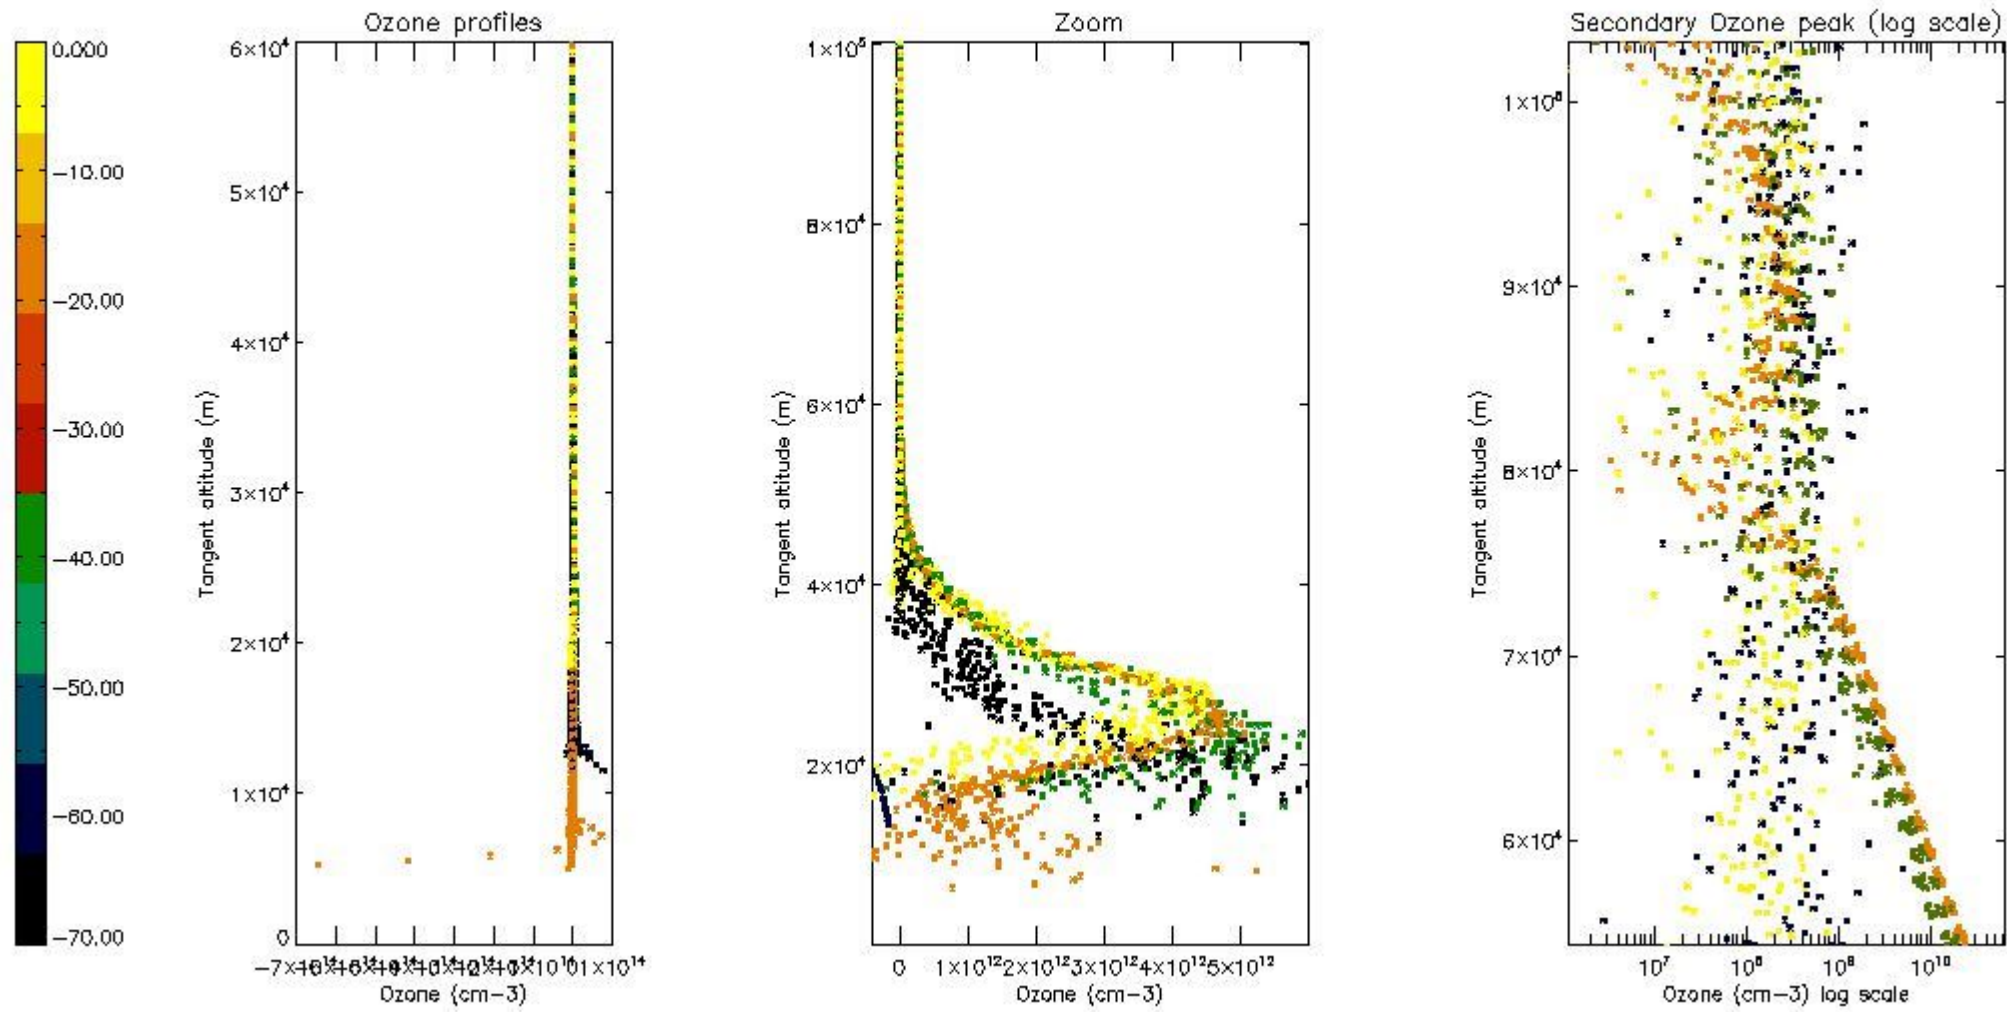 Ozone profiles
Zoom
Secondary Ozone peak (log scale)
0.000
-10.00
-20.00
-30.00
-40.00
-50.00
-60.00
-70.00
6×10⁴
5×10⁴
4×10⁴
3×10⁴
2×10⁴
1×10⁴
0
Tangent altitude (m)
0 1×10¹⁴
Ozone (cm-3)
1×10⁵
8×10⁴
6×10⁴
4×10⁴
2×10⁴
Tangent altitude (m)
0 1×10¹² 2×10¹² 3×10¹² 4×10¹² 5×10¹²
Ozone (cm-3)
9×10⁴
8×10⁴
7×10⁴
6×10⁴
Tangent altitude (m)
10⁷ 10⁸ 10⁹ 10¹⁰
Ozone (cm-3) log scale